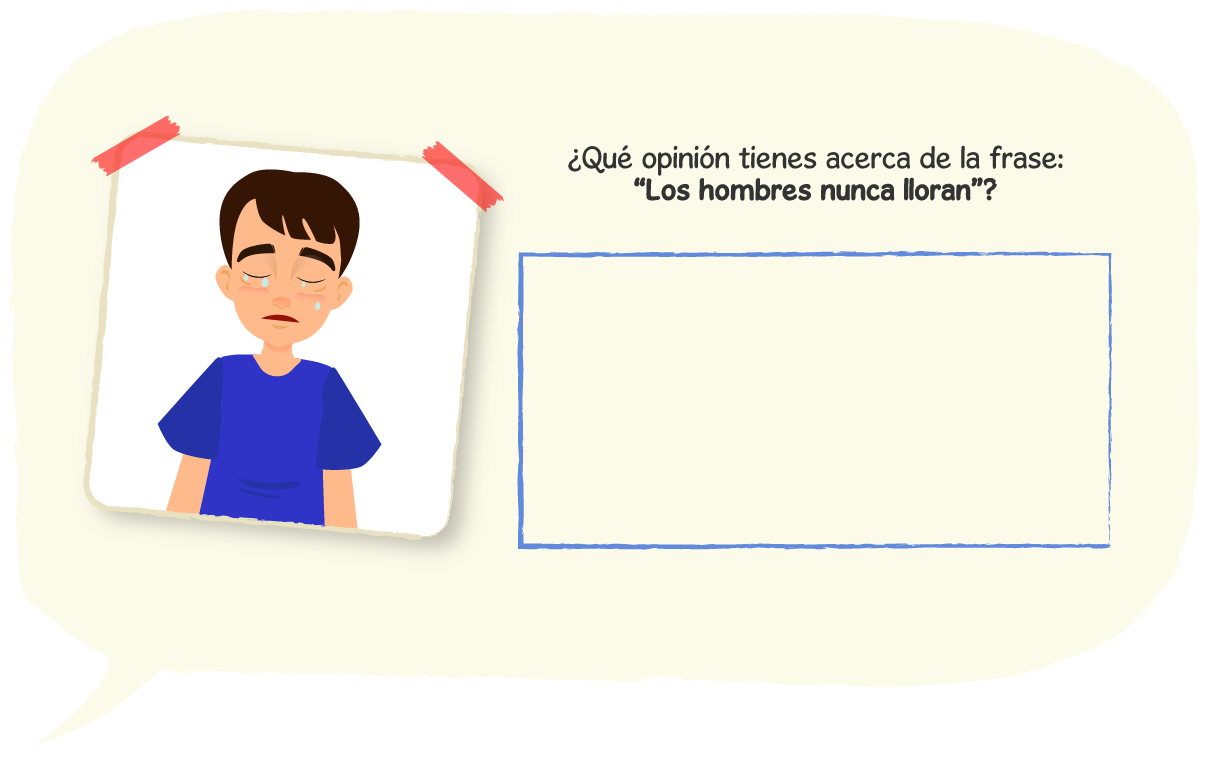 ¿Qué opinión tienes acerca de la frase:
“Los hombres nunca lloran”?